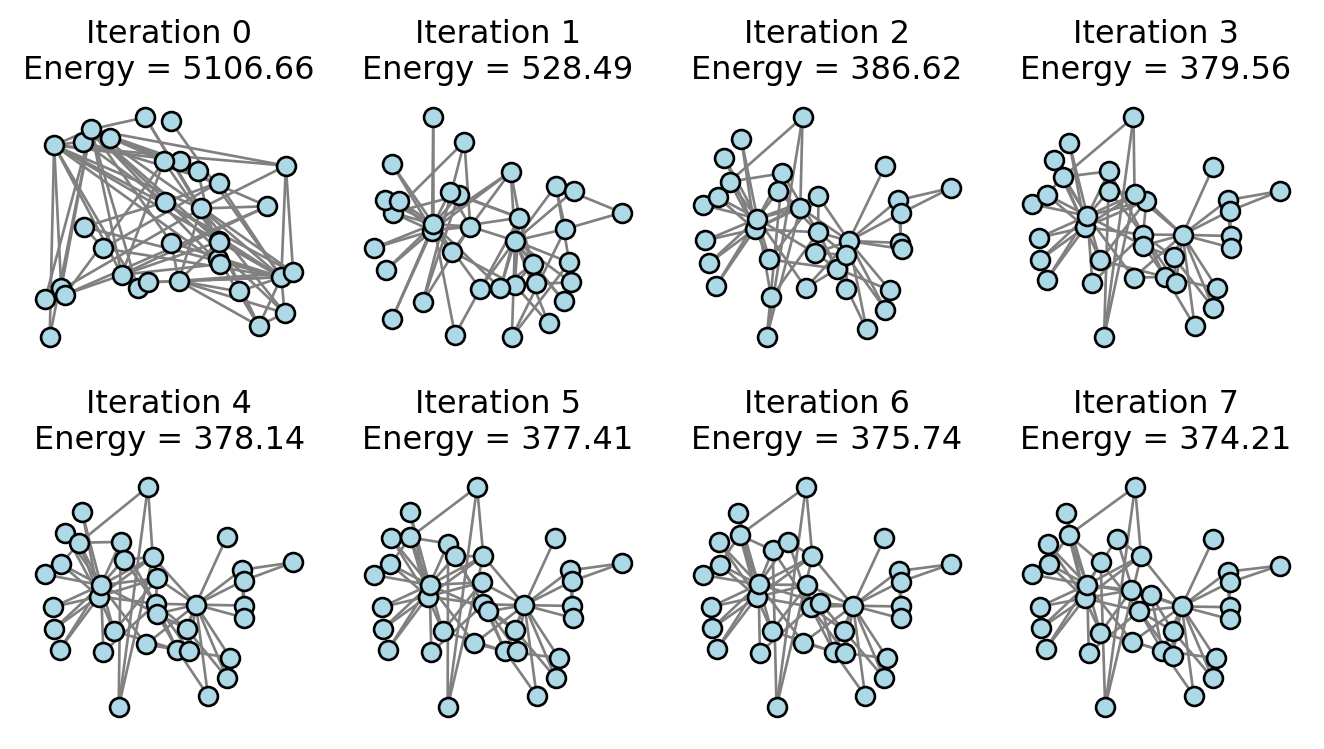 Iteration 0
Energy = 5106.66
Iteration 1
Energy = 528.49
Iteration 2
Energy = 386.62
Iteration 3
Energy = 379.56
Iteration 4
Energy = 378.14
Iteration 5
Energy = 377.41
Iteration 6
Energy = 375.74
Iteration 7
Energy = 374.21